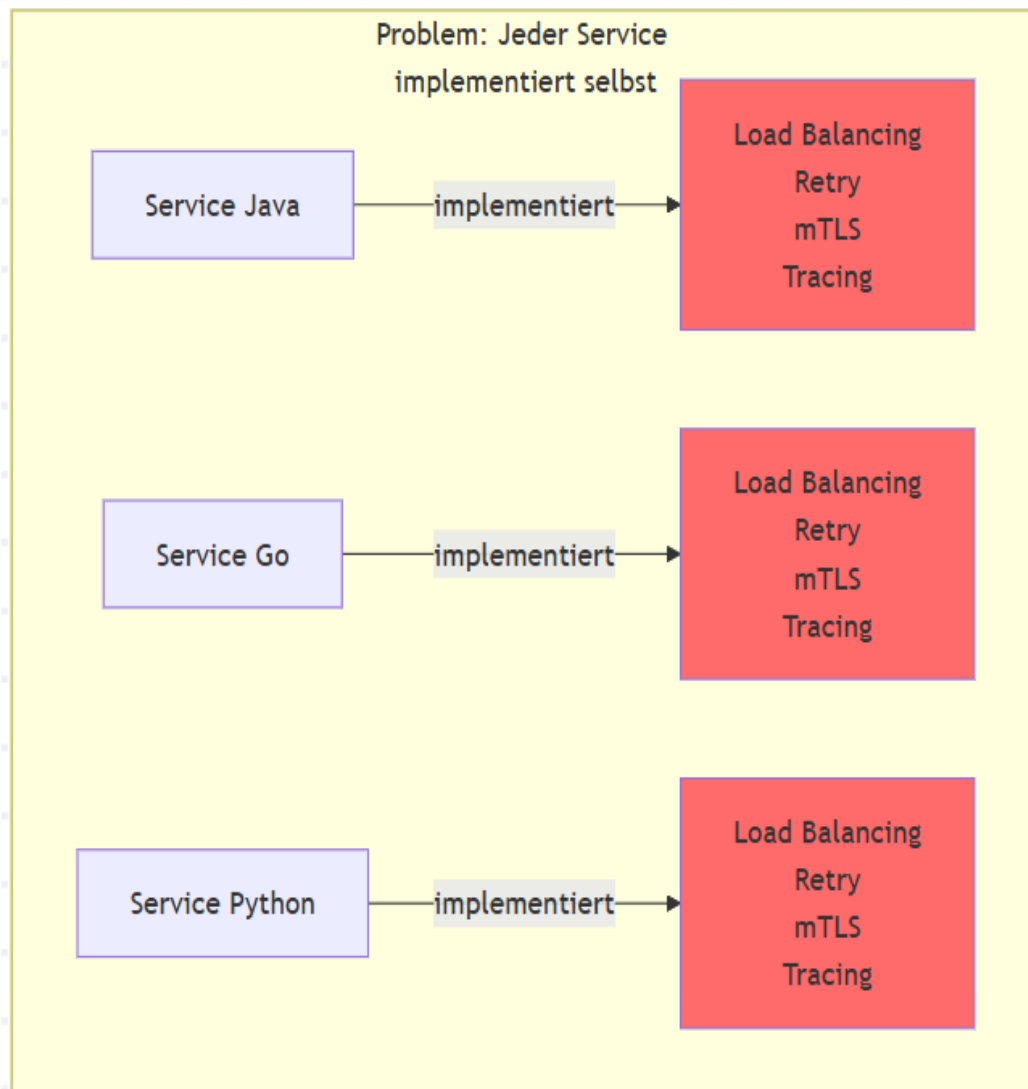 Problem: Jeder Service
implementiert selbst
Service Java
implementiert
Load Balancing
Retry
mTLS
Tracing
Service Go
implementiert
Load Balancing
Retry
mTLS
Tracing
Service Python
implementiert
Load Balancing
Retry
mTLS
Tracing